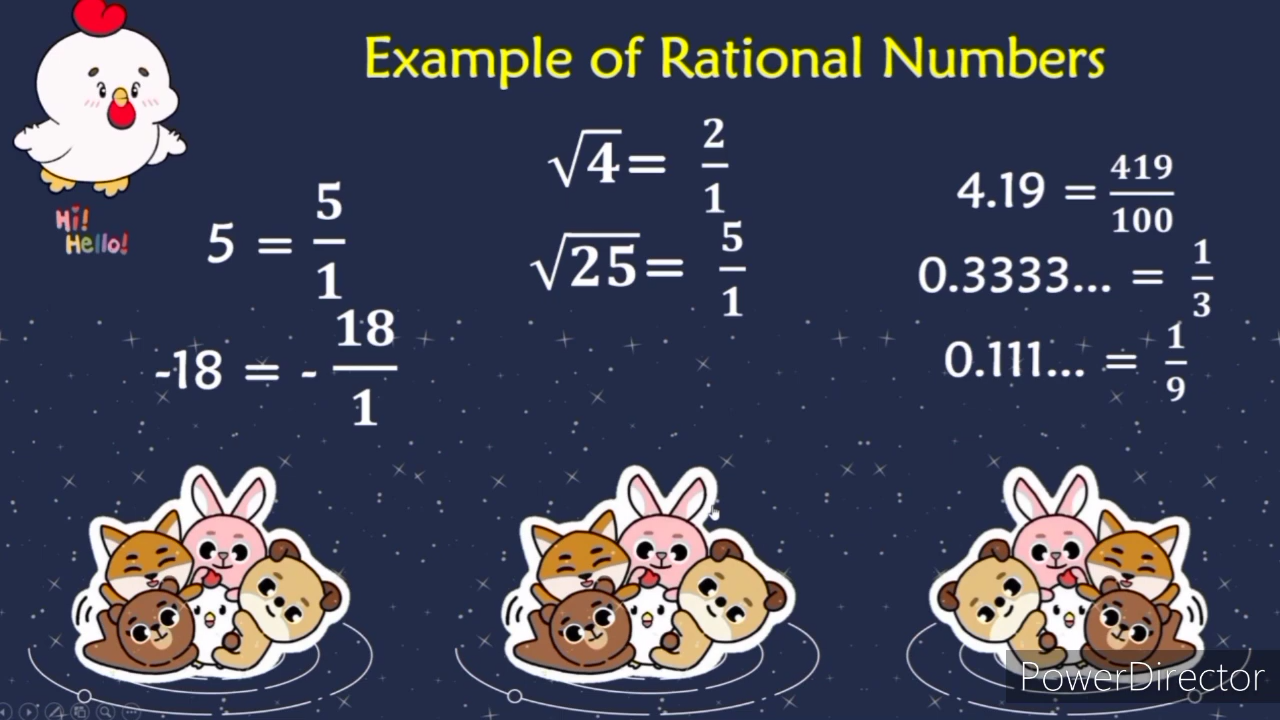 Example of Rational Numbers
Hi!
Hello!
5 = 5/1
-18 = - 18/1
√4= 2/1
√25= 5/1
4.19 = 419/100
0.3333... = 1/3
0.111... = 1/9
PowerDirector